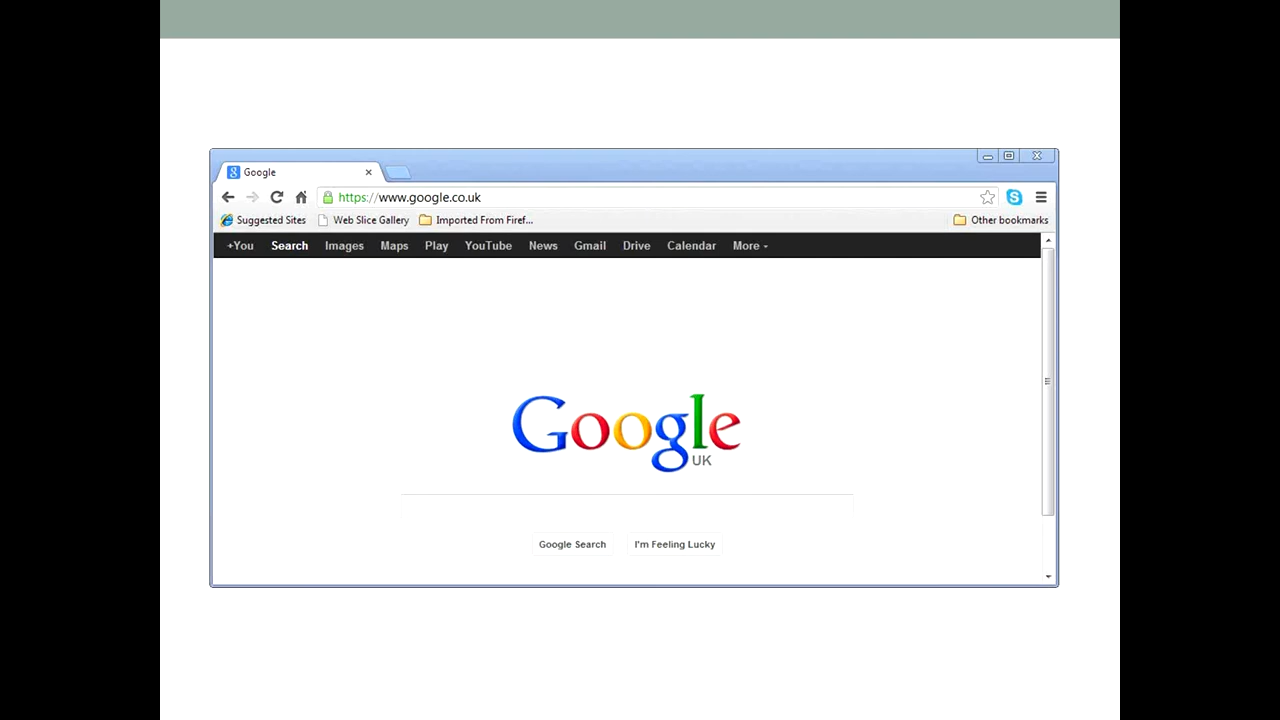 Google
https://www.google.co.uk
Suggested Sites Web Slice Gallery Imported From Firef... Other bookmarks
+You Search Images Maps Play YouTube News Gmail Drive Calendar More
Google
UK
Google Search I'm Feeling Lucky